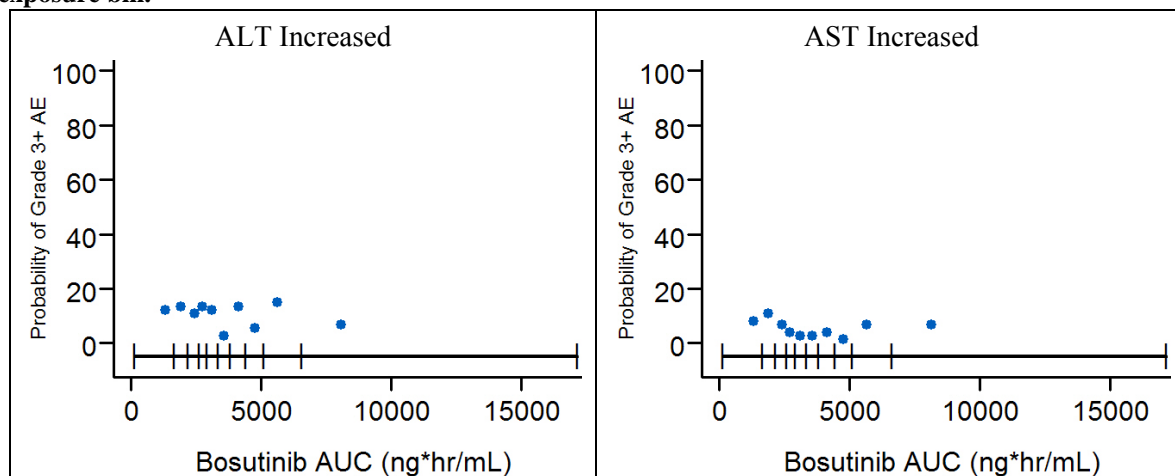 exposure bin.
ALT Increased
Probability of Grade 3+ AE
100
80
60
40
20
0
0 5000 10000 15000
Bosutinib AUC (ng*hr/mL)
AST Increased
Probability of Grade 3+ AE
100
80
60
40
20
0
0 5000 10000 15000
Bosutinib AUC (ng*hr/mL)